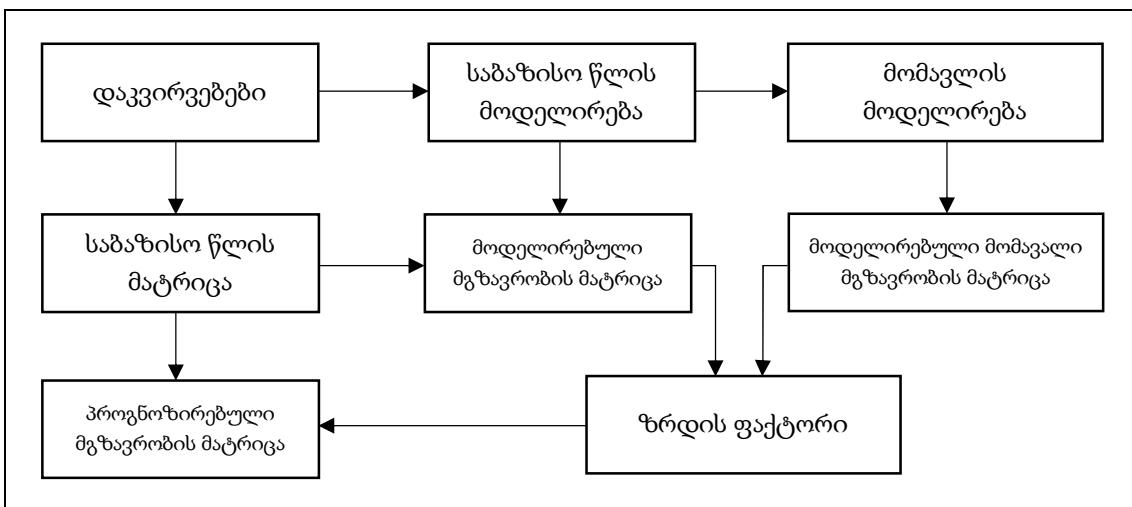 დაკვირვებები
საბაზისო წლის
მოდელირება
მომავლის
მოდელირება
საბაზისო წლის
მატრიცა
მოდელირებული
მგზავრობის მატრიცა
მოდელირებული მომავალი
მგზავრობის მატრიცა
პროგნოზირებული
მგზავრობის მატრიცა
ზრდის ფაქტორი